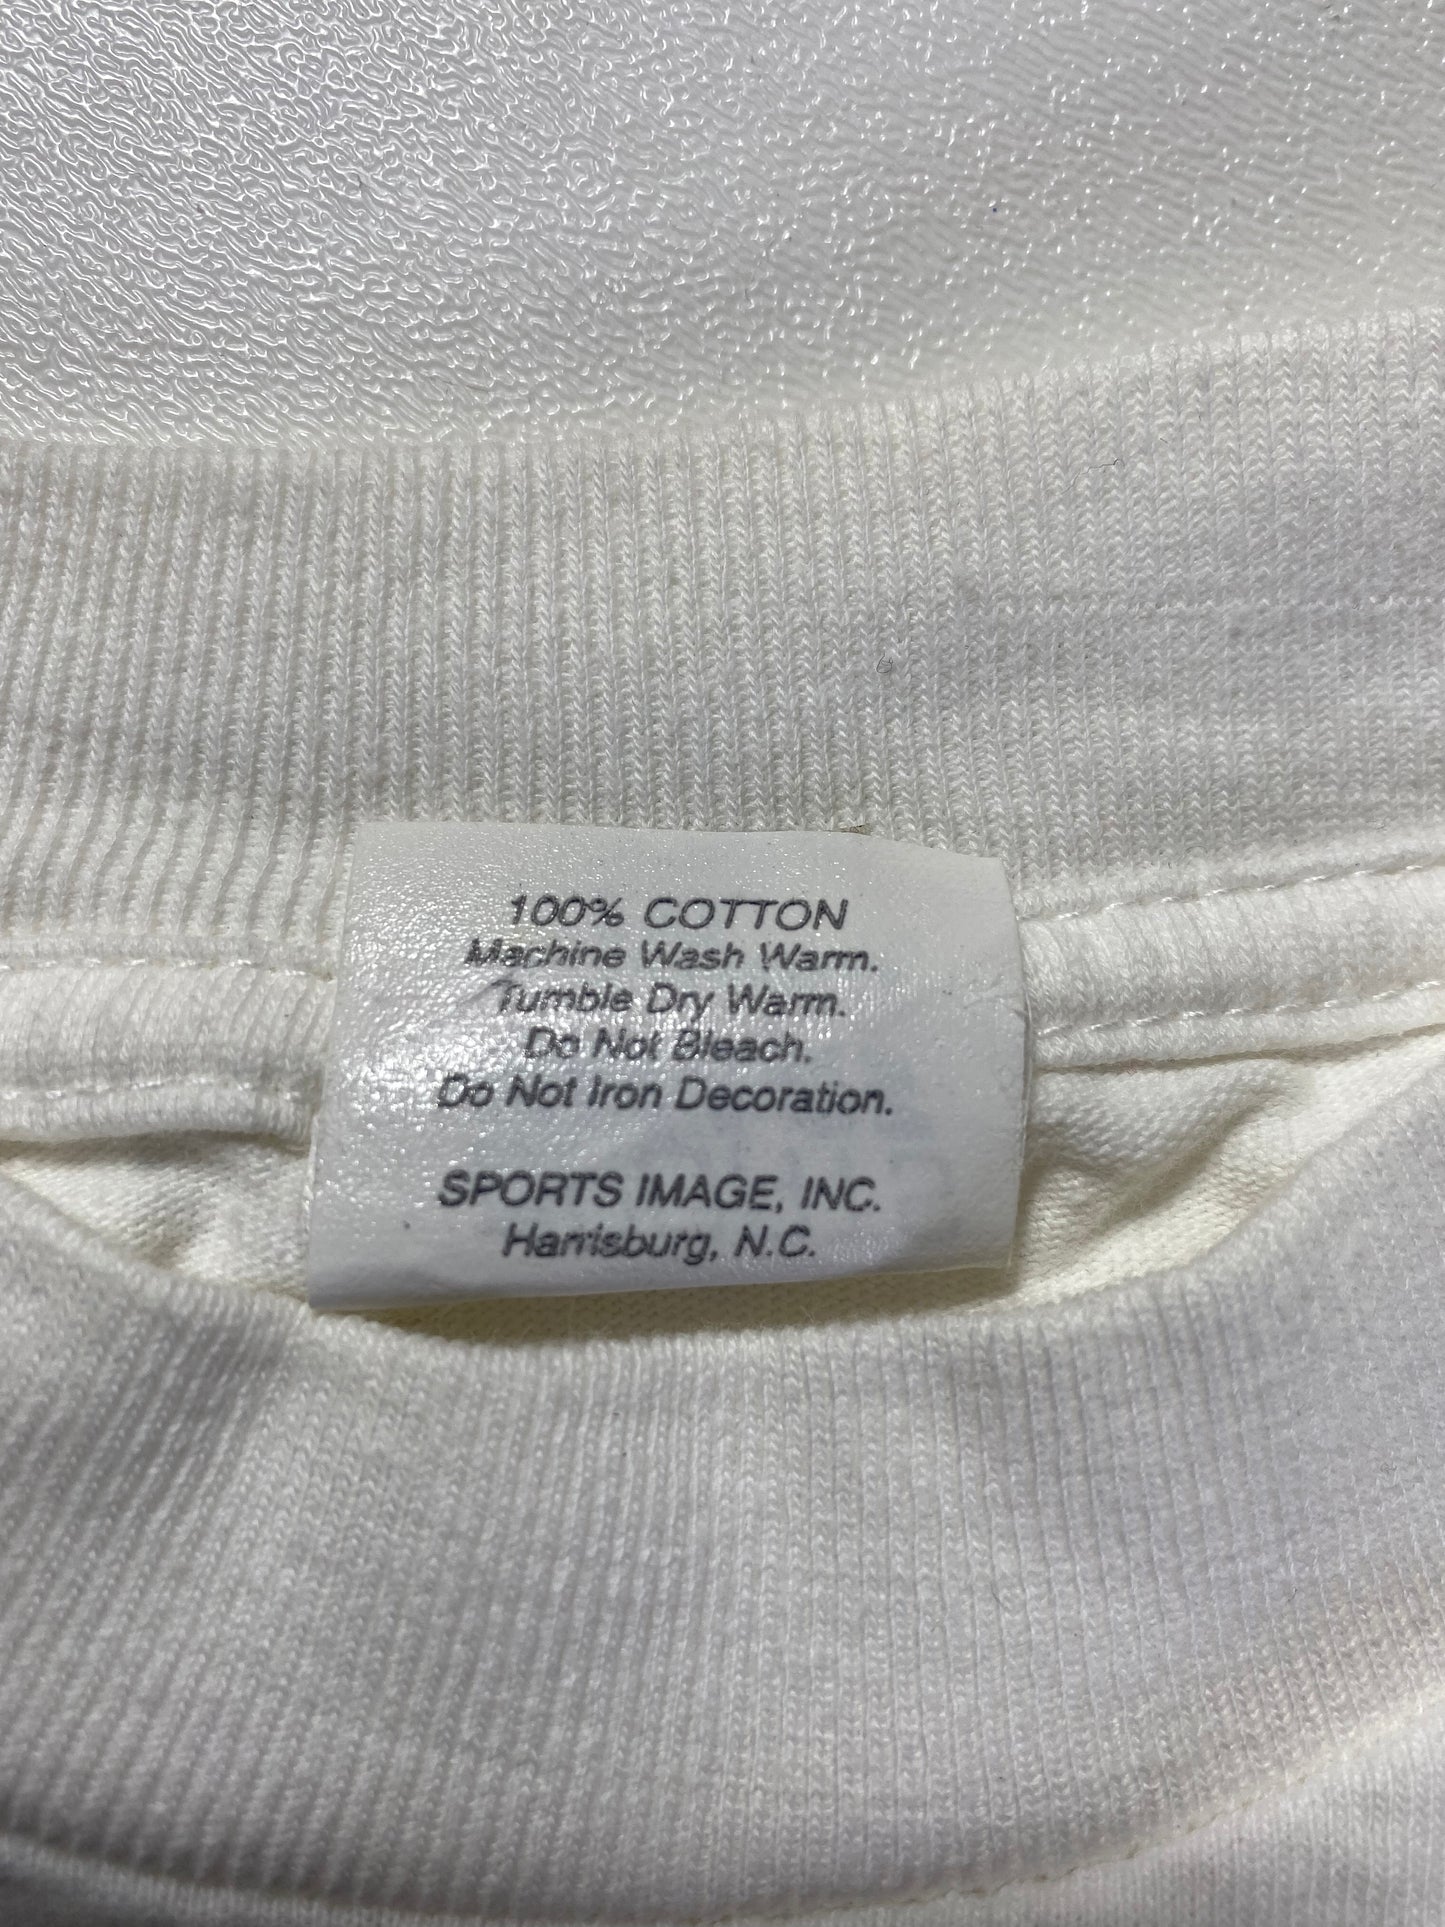 100% COTTON
Machine Wash Warm.
Tumble Dry Warm.
Do Not Bleach.
Do Not Iron Decoration.
SPORTS IMAGE, INC.
Harrisburg, N.C.